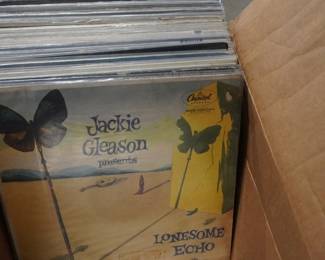 Jackie
Gleason
presents
Capitol
LONESOME
ECHO